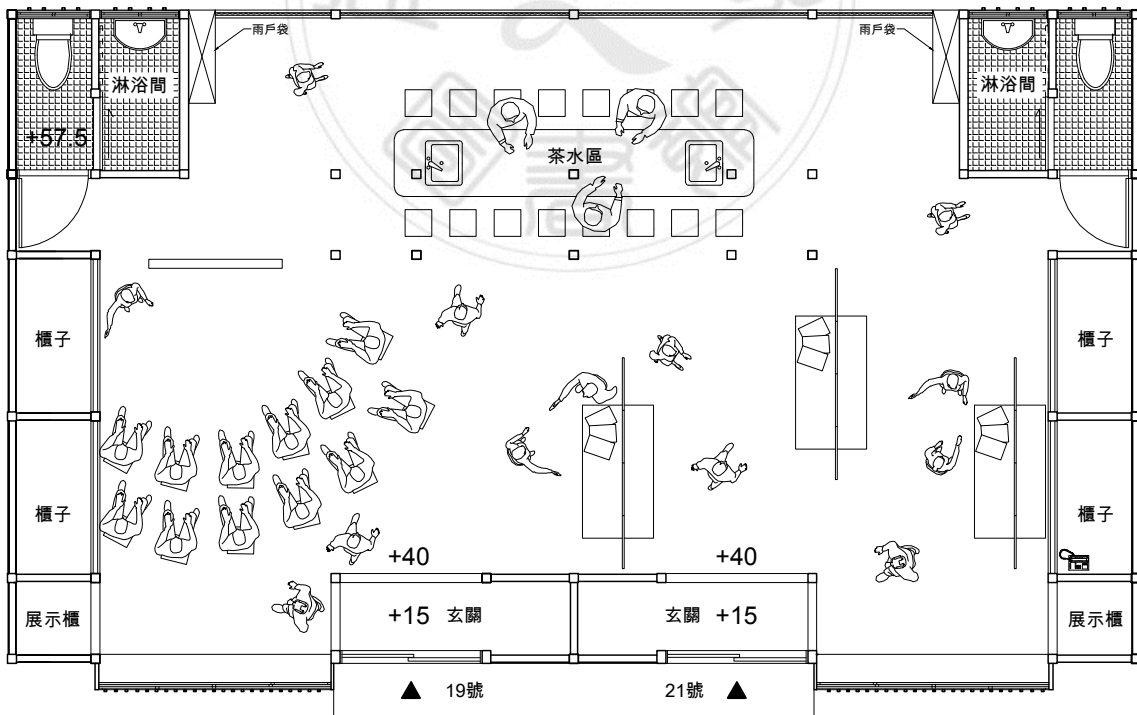 雨戶袋
雨戶袋
淋浴間
淋浴間
+57.5
茶水區
櫃子
櫃子
櫃子
櫃子
+40
+40
展示櫃
+15 玄關
玄關 +15
展示櫃
19號
21號